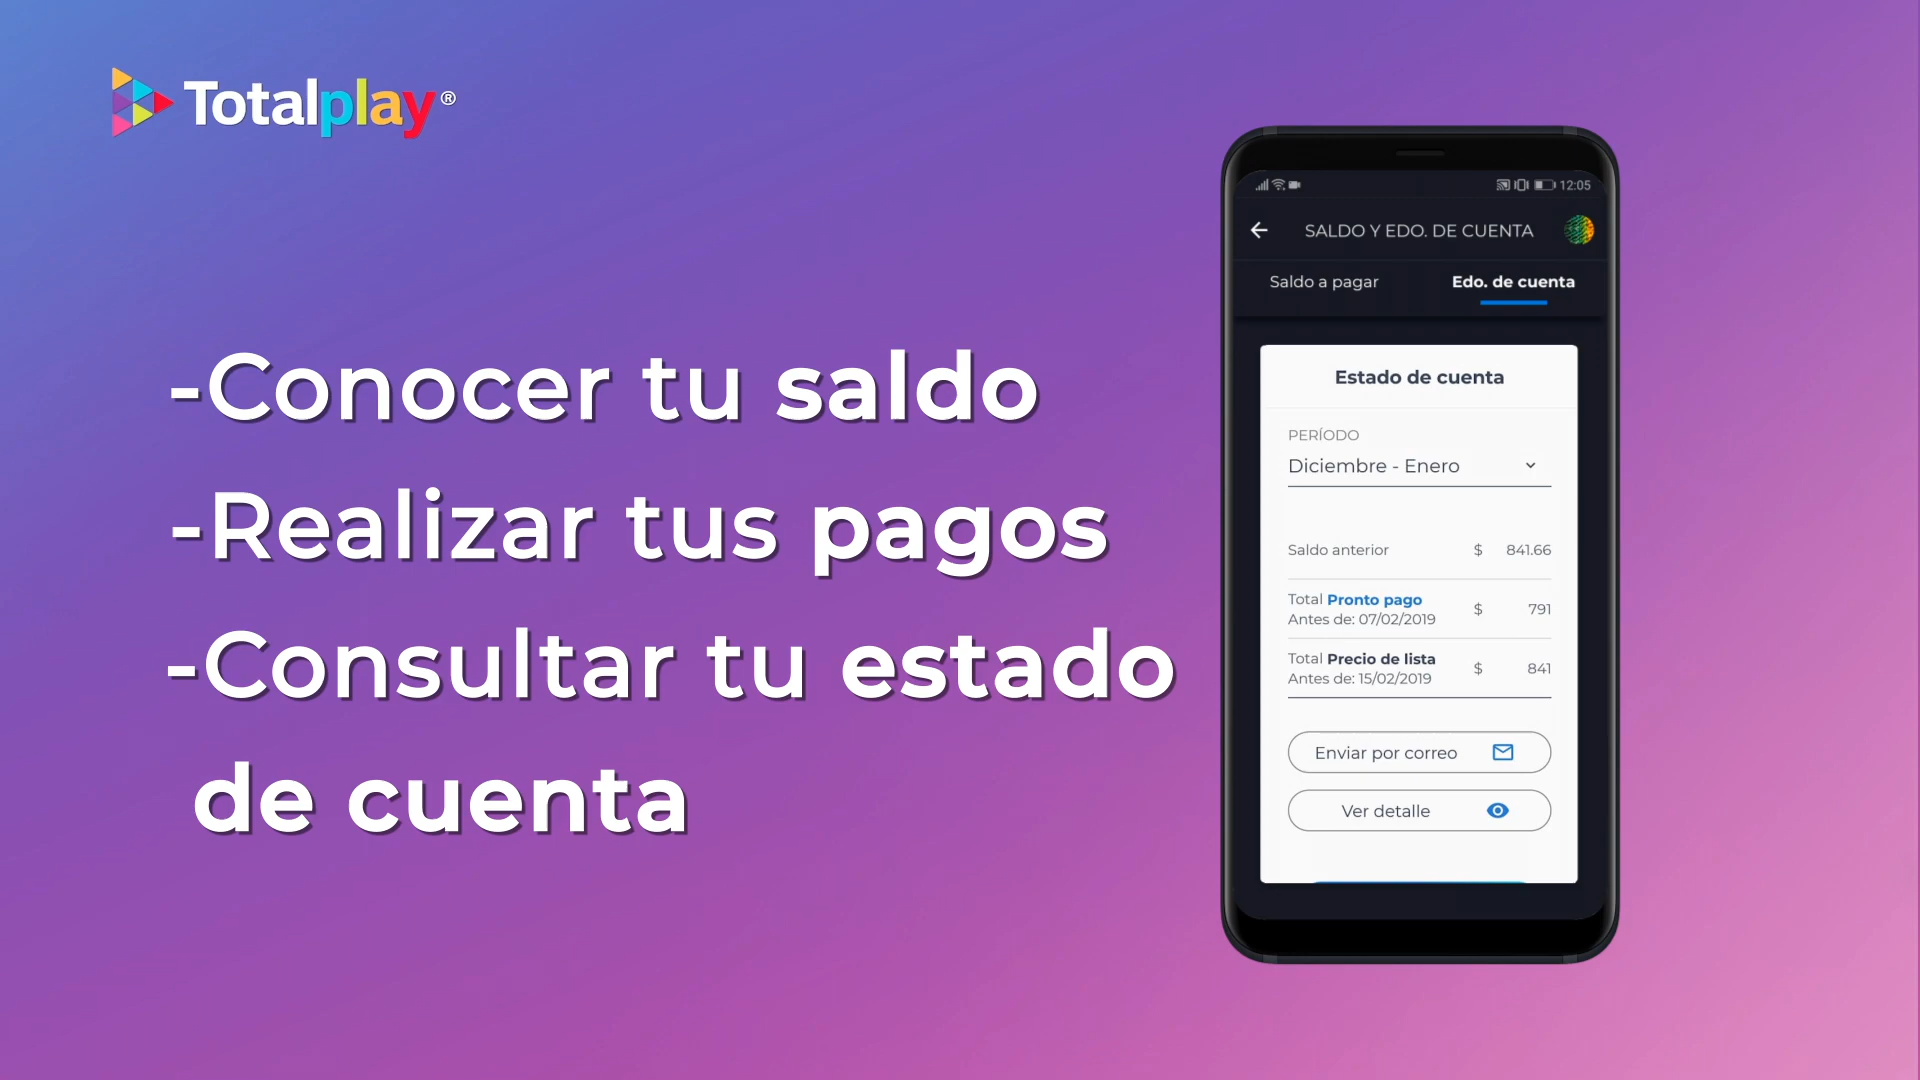 Totalplay®
-Conocer tu saldo
-Realizar tus pagos
-Consultar tu estado
de cuenta
12:05
SALDO Y EDO. DE CUENTA
Saldo a pagar Edo. de cuenta
Estado de cuenta
PERÍODO
Diciembre - Enero
Saldo anterior $ 841.66
Total Pronto pago
Antes de: 07/02/2019 $ 791
Total Precio de lista
Antes de: 15/02/2019 $ 841
Enviar por correo
Ver detalle